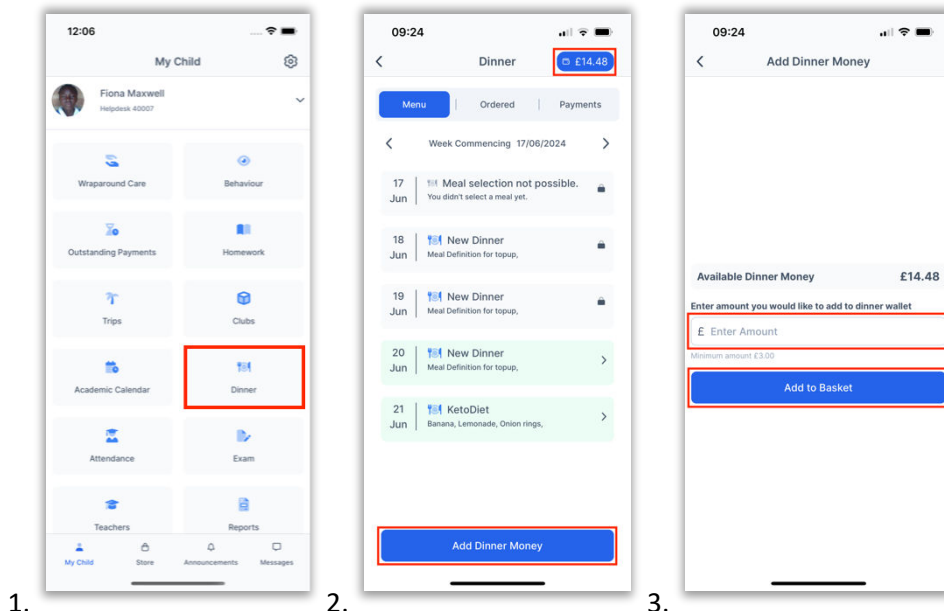 12:06
My Child
Fiona Maxwell
Helpdesk 40007
Wraparound Care Behaviour
Outstanding Payments Homework
Trips Clubs
Academic Calendar Dinner
Attendance Exam
Teachers Reports
My Child Store Announcements Messages
1.
09:24
Dinner £14.48
Menu Ordered Payments
Week Commencing 17/06/2024
17 Meal selection not possible.
Jun You didn't select a meal yet.
18 New Dinner
Jun Meal Definition for topup,
19 New Dinner
Jun Meal Definition for topup,
20 New Dinner
Jun Meal Definition for topup,
21 KetoDiet
Jun Banana, Lemonade, Onion rings,
Add Dinner Money
2.
09:24
Add Dinner Money
Available Dinner Money £14.48
Enter amount you would like to add to dinner wallet
£ Enter Amount
Minimum amount £3.00
Add to Basket
3.